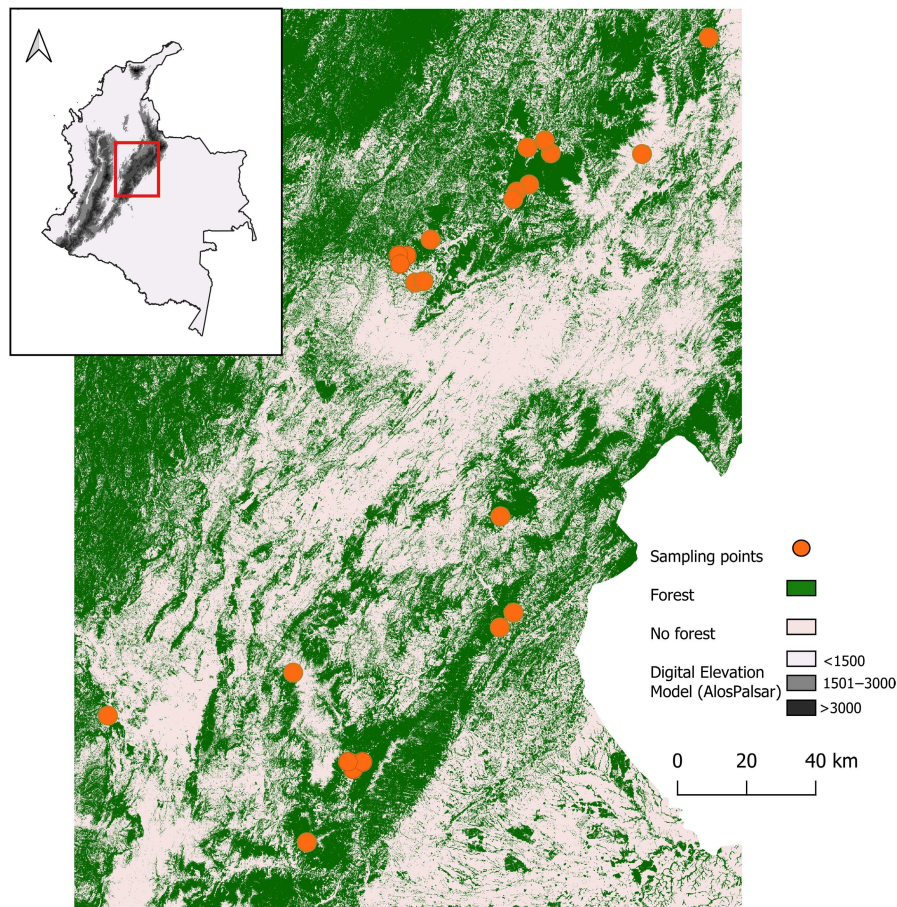 Sampling points
Forest
No forest
<1500
Digital Elevation
Model (AlosPalsar)
1501–3000
>3000
0 20 40 km